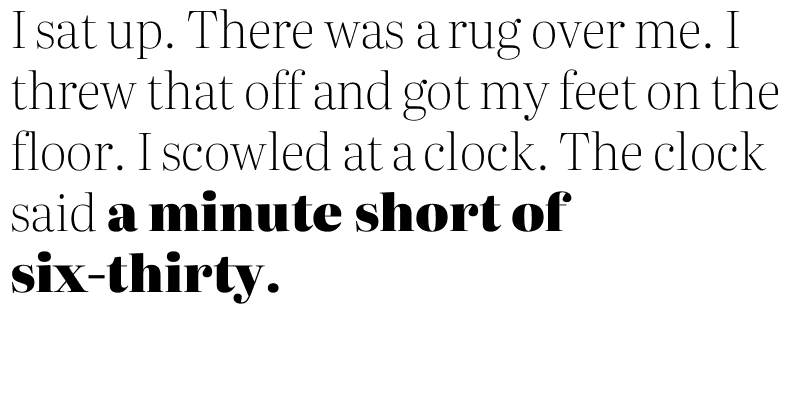 I sat up. There was a rug over me. I
threw that off and got my feet on the
floor. I scowled at a clock. The clock
said a minute short of
six-thirty.